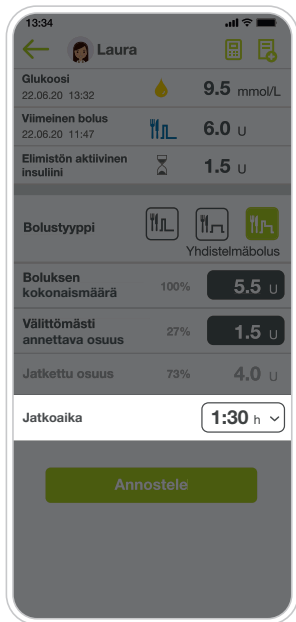 13:34
Laura
Glukoosi
22.06.20 13:32
9.5 mmol/L
Viimeinen bolus
22.06.20 11:47
6.0 U
Elimistön aktiivinen
insuliini
1.5 U
Bolustyyppi
Yhdistelmäbolus
Boluksen
kokonaismäärä
100%
5.5 U
Välittömästi
annettava osuus
27%
1.5 U
Jatkettu osuus
73%
4.0 U
Jatkoaika
1:30 h
Annostele